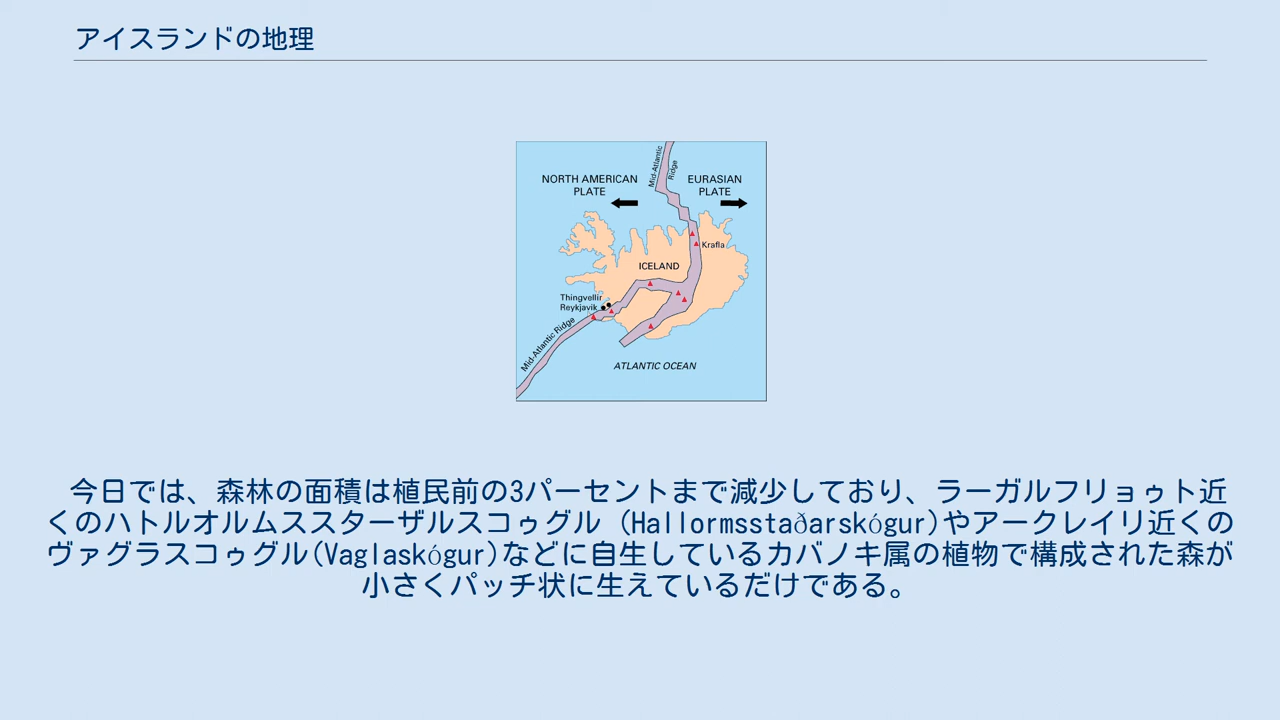 アイスランドの地理
Mid-Atlantic Ridge
NORTH AMERICAN
PLATE
EURASIAN
PLATE
Krafla
ICELAND
Thingvellir
Reykjavik
Mid-Atlantic Ridge
ATLANTIC OCEAN
今日では、森林の面積は植民前の3パーセントまで減少しており、ラーガルフリョゥト近
くのハトルオルムススターザルスコゥグル (Hallormsstaðarskógur)やアークレイリ近くの
ヴァグラスコゥグル(Vaglaskógur)などに自生しているカバノキ属の植物で構成された森が
小さくパッチ状に生えているだけである。